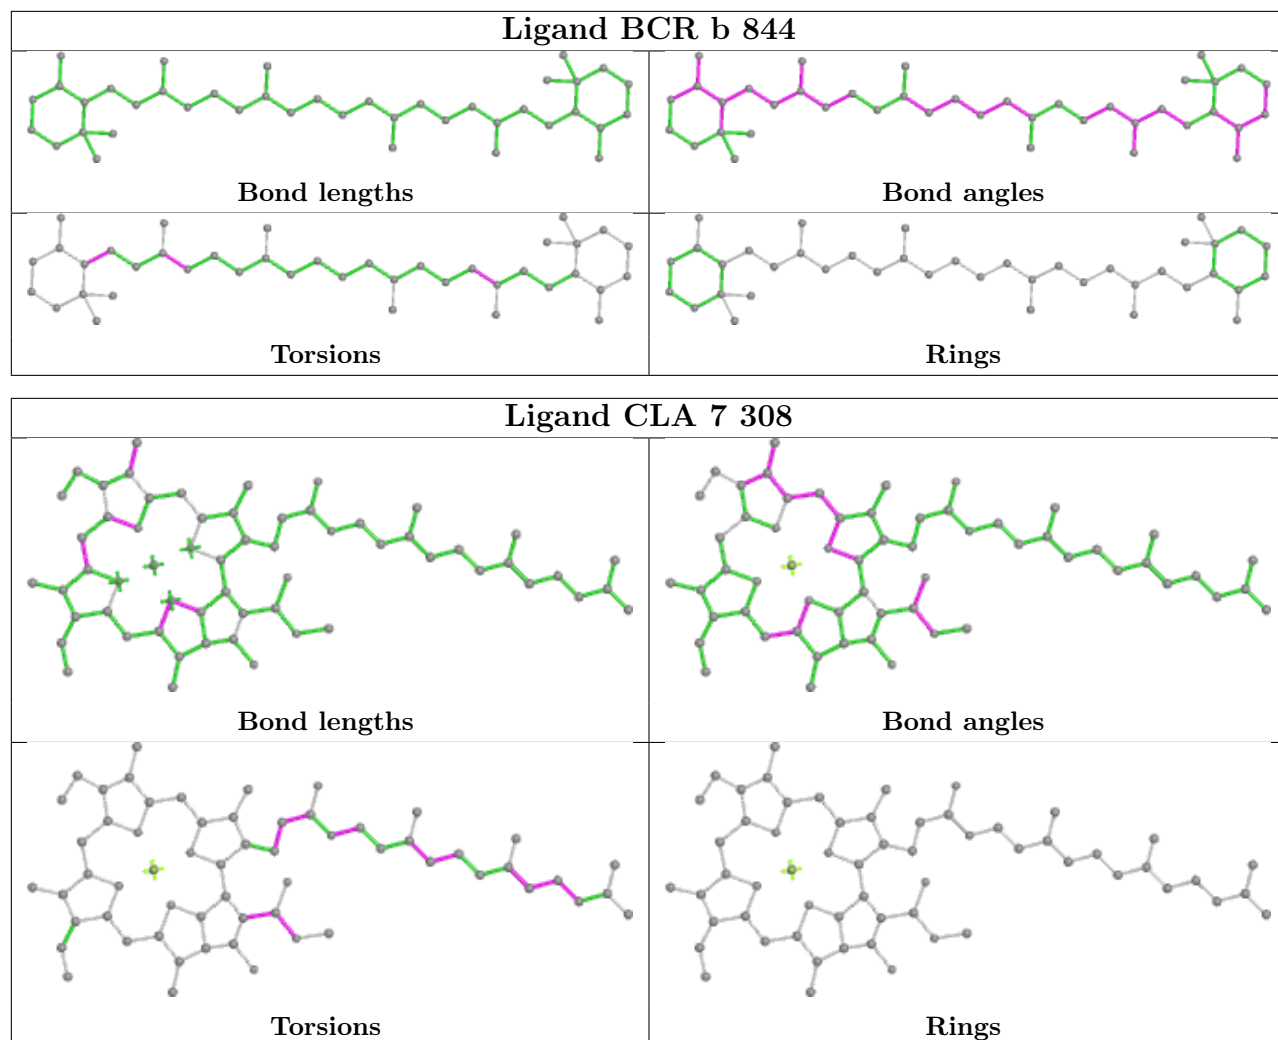 Ligand BCR b 844
Bond lengths
Bond angles
Torsions
Rings
Ligand CLA 7 308
Bond lengths
Bond angles
Torsions
Rings